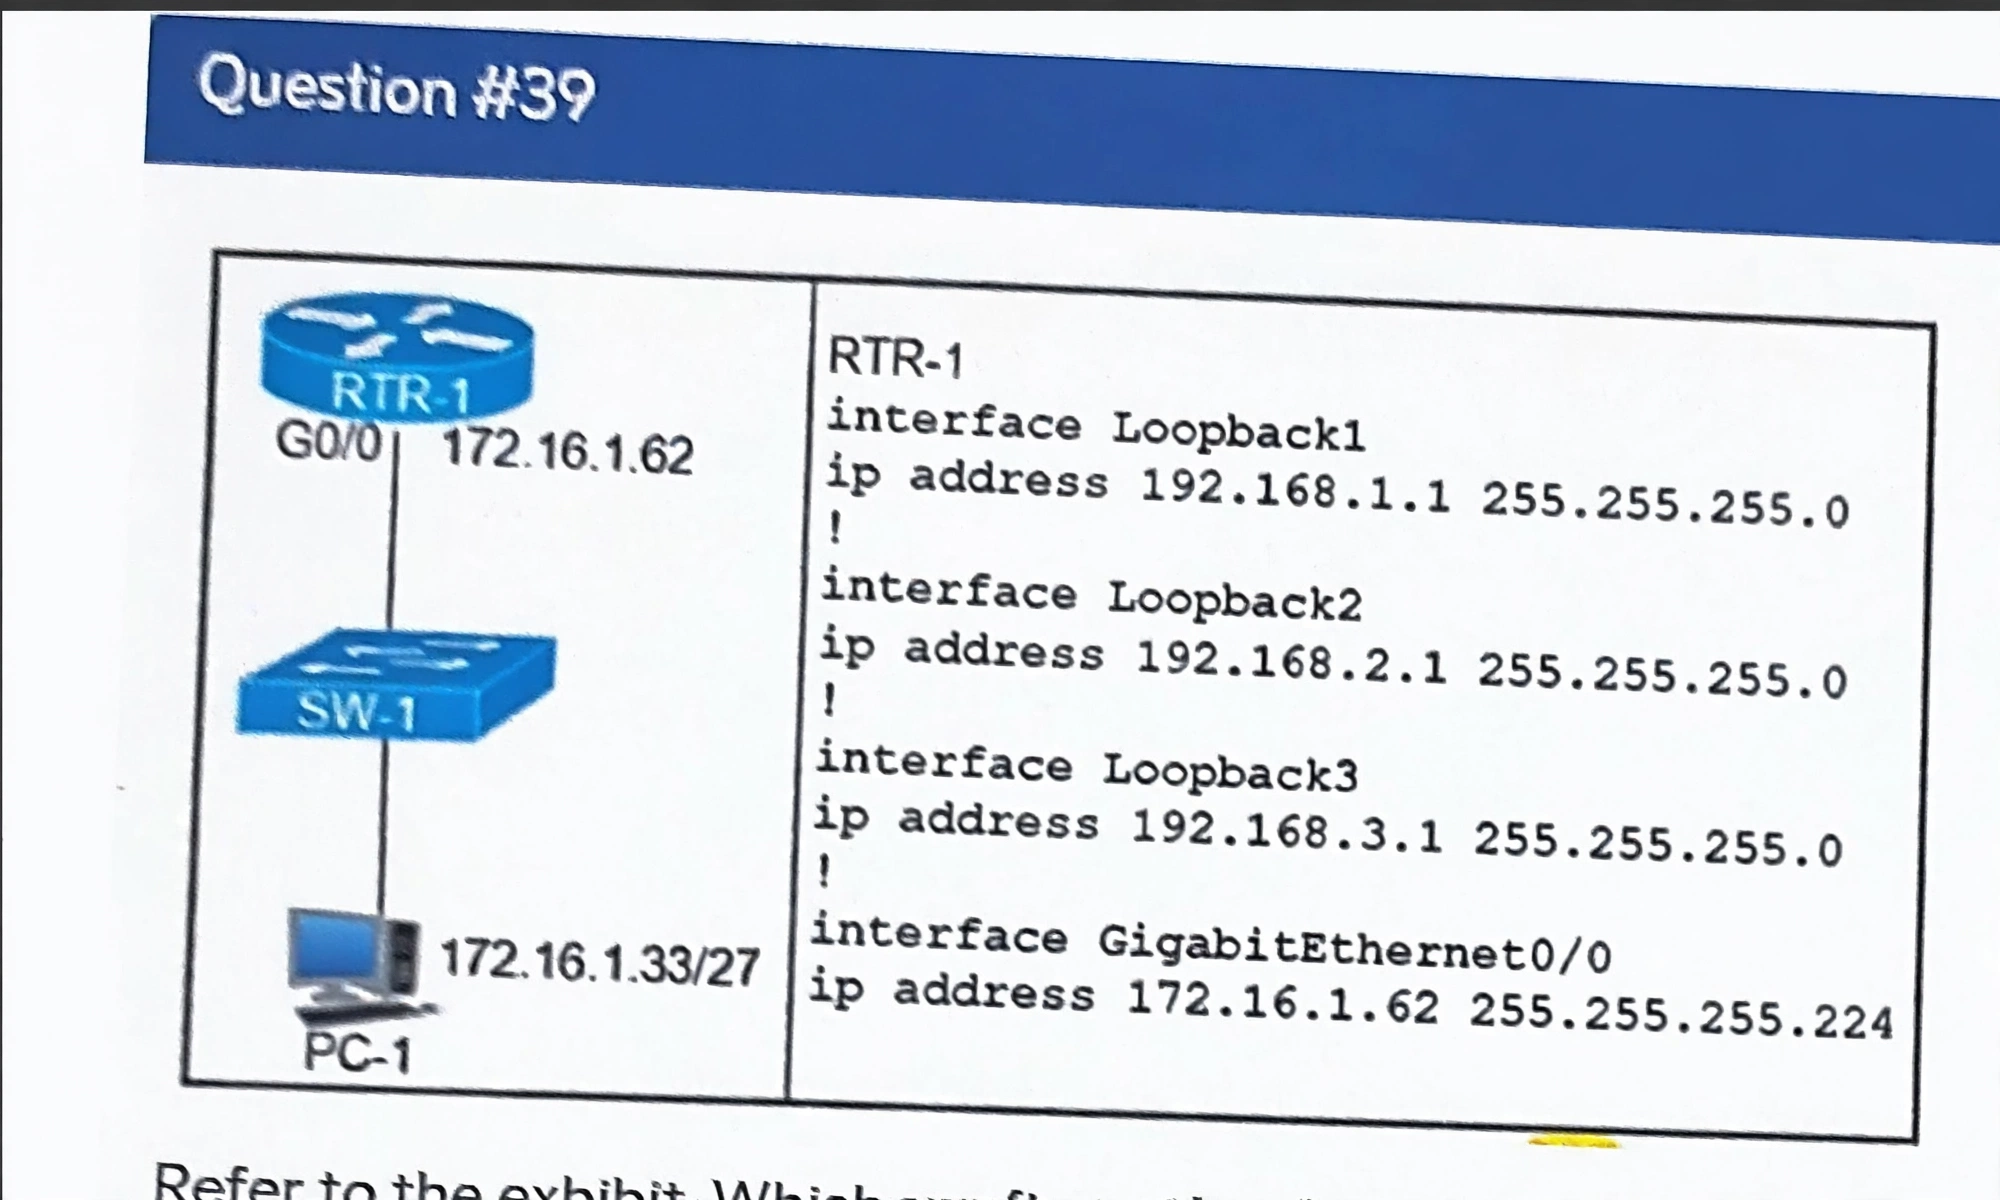 Question #39
RTR-1
G0/0 172.16.1.62
SW-1
172.16.1.33/27
PC-1
RTR-1
interface Loopback1
ip address 192.168.1.1 255.255.255.0
!
interface Loopback2
ip address 192.168.2.1 255.255.255.0
!
interface Loopback3
ip address 192.168.3.1 255.255.255.0
!
interface GigabitEthernet0/0
ip address 172.16.1.62 255.255.255.224
Refer to the exhibit. Which